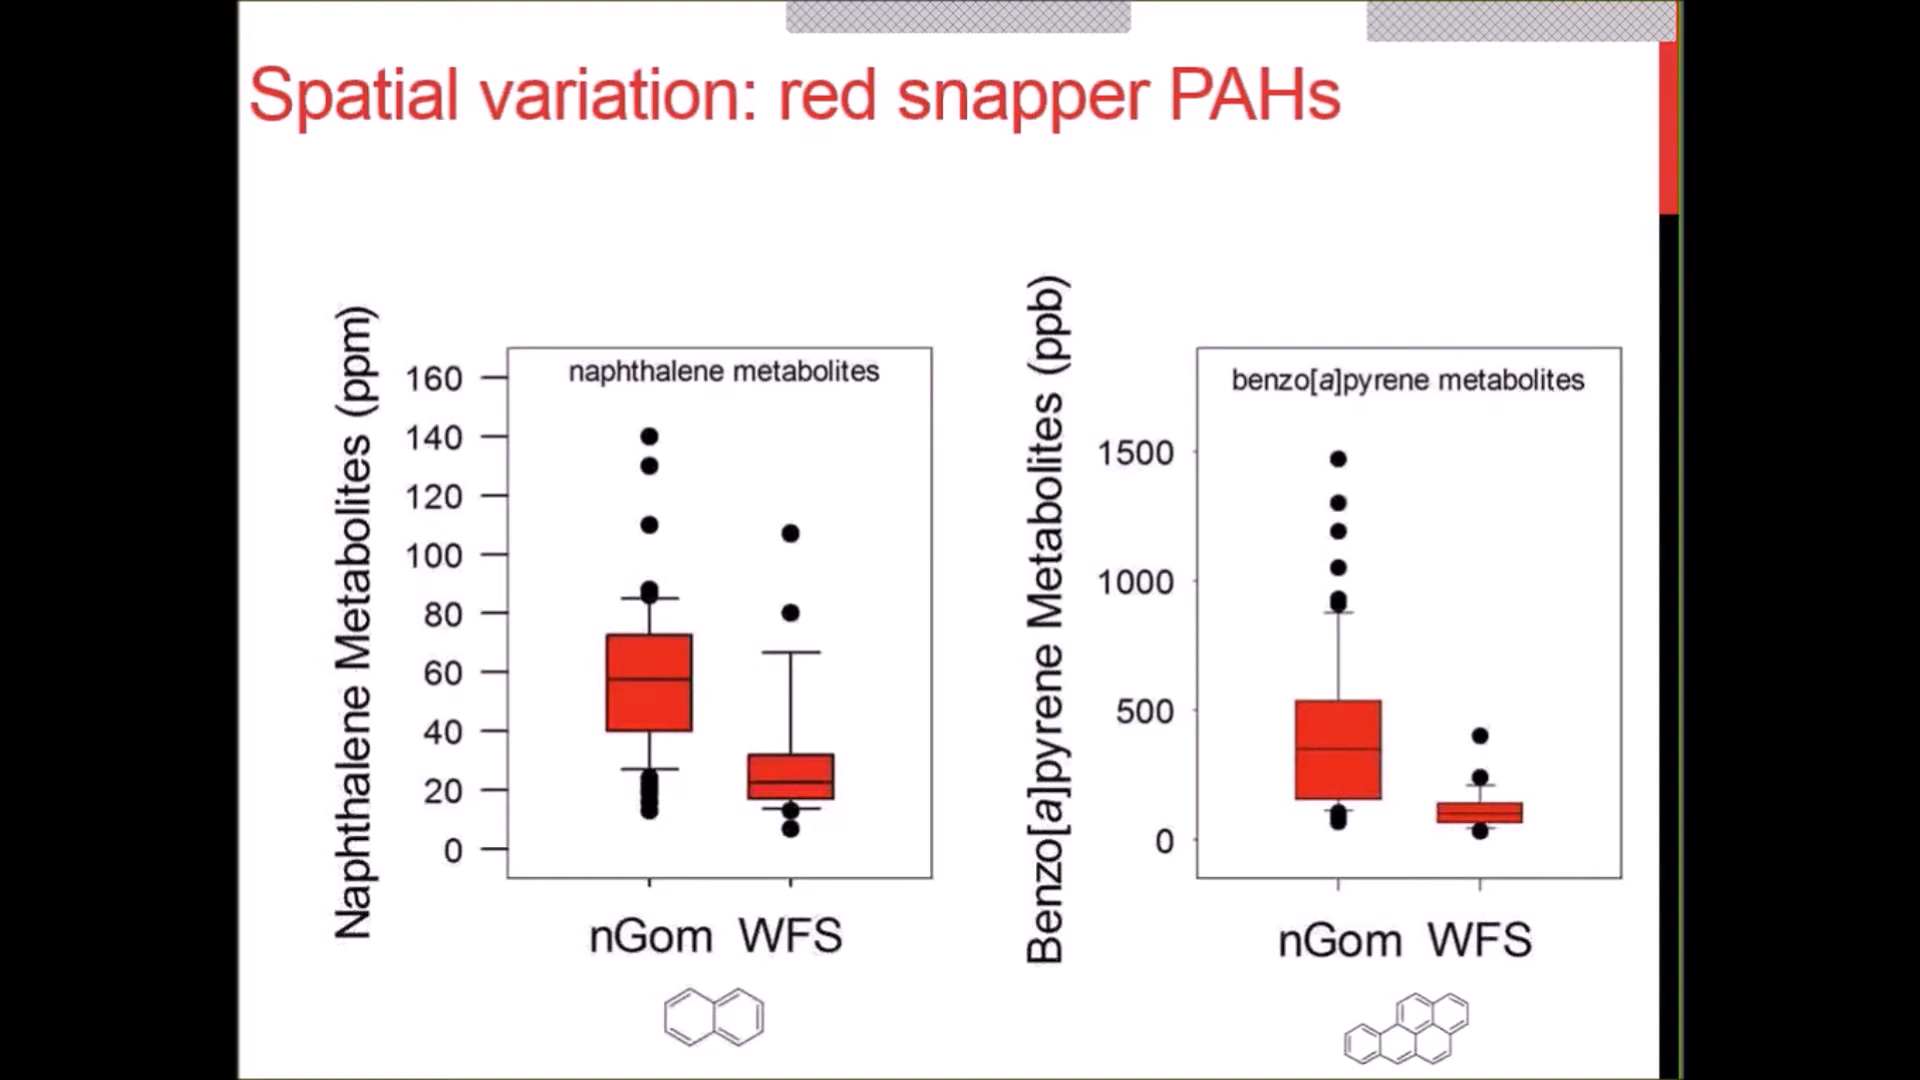 Spatial variation: red snapper PAHs
Naphthalene Metabolites (ppm)
naphthalene metabolites
160
140
120
100
80
60
40
20
0
nGom WFS
Benzo[a]pyrene Metabolites (ppb)
benzo[a]pyrene metabolites
1500
1000
500
0
nGom WFS